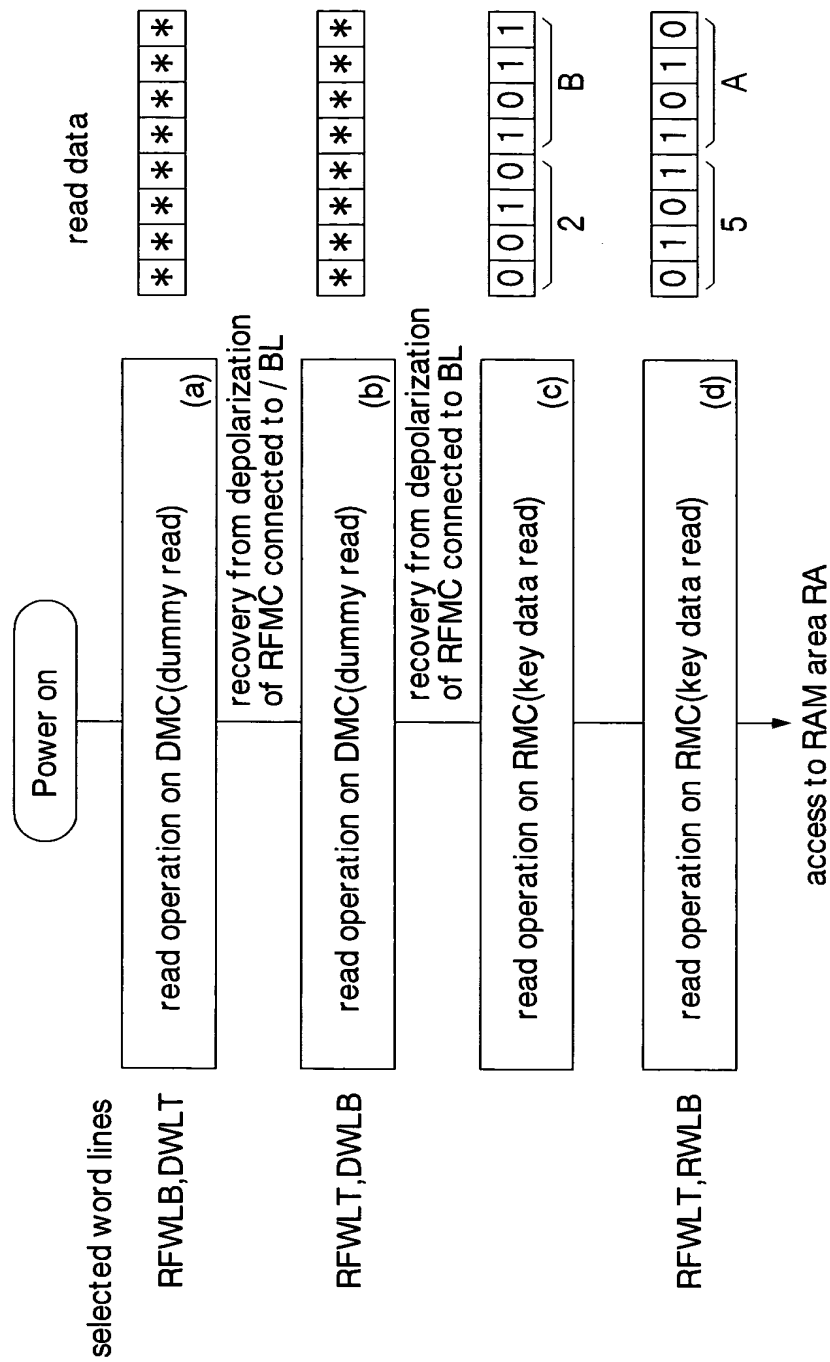 Power on
selected word lines
read data
RFWLB,DWLT
read operation on DMC(dummy read)
(a)
* * * * * * * *
recovery from depolarization
of RFMC connected to / BL
RFWLT,DWLB
read operation on DMC(dummy read)
(b)
* * * * * * * *
recovery from depolarization
of RFMC connected to BL
read operation on RMC(key data read)
(c)
0 0 1 0 1 0 1 1
2 B
RFWLT,RWLB
read operation on RMC(key data read)
(d)
0 1 0 1 1 0 1 0
5 A
access to RAM area RA